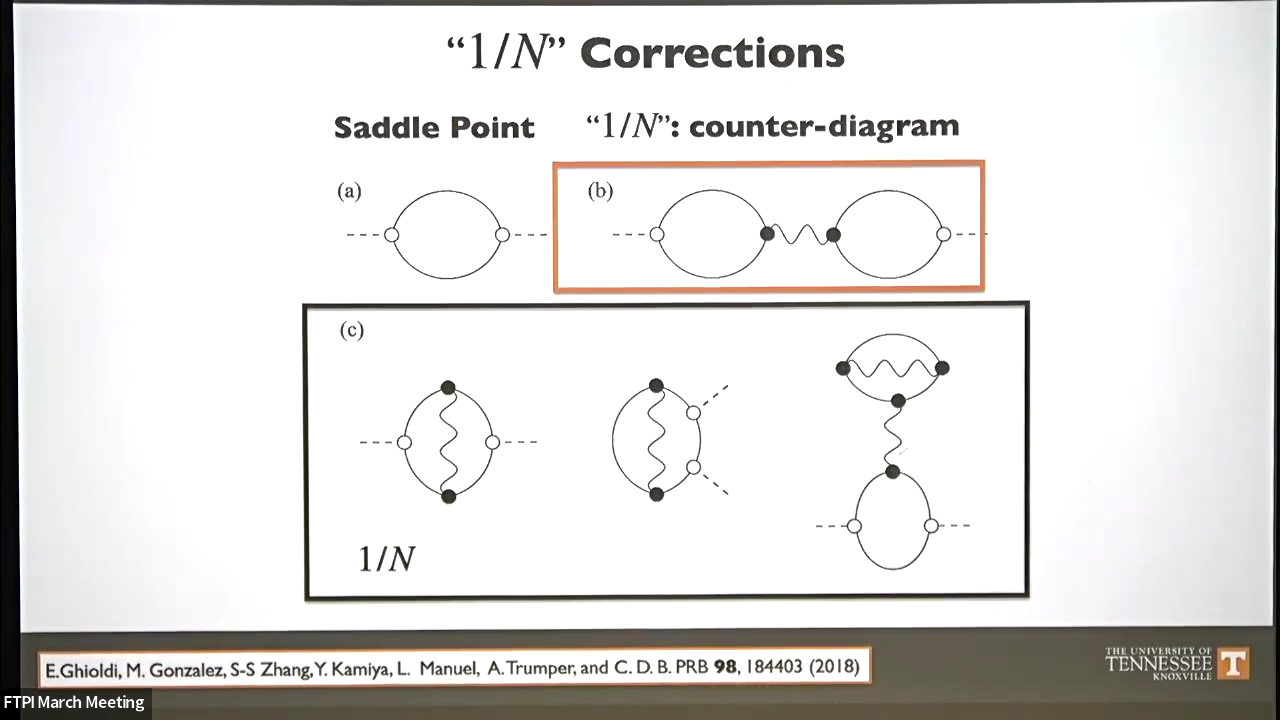 “1/N” Corrections
Saddle Point
“1/N”: counter-diagram
(a)
(b)
(c)
1/N
E.Ghioldi, M. Gonzalez, S-S Zhang, Y. Kamiya, L. Manuel, A. Trumper, and C. D. B. PRB 98, 184403 (2018)
THE UNIVERSITY OF
TENNESSEE
KNOXVILLE
T
FTPI March Meeting